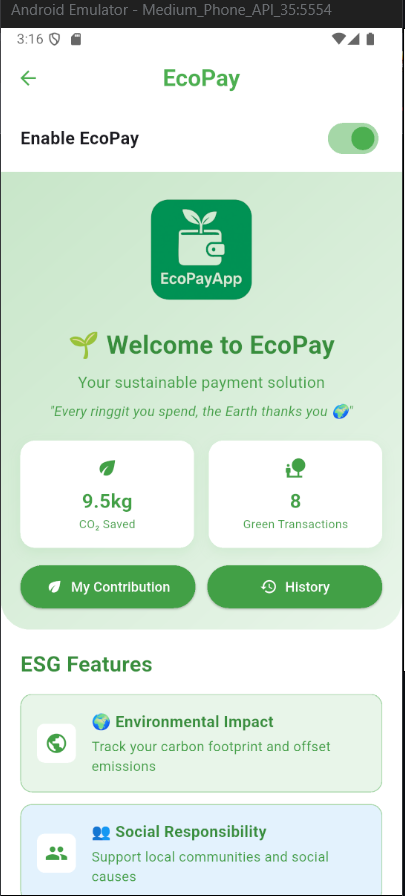 Android Emulator - Medium_Phone_API_35:5554
3:16
EcoPay
Enable EcoPay
EcoPayApp
🌱 Welcome to EcoPay
Your sustainable payment solution
"Every ringgit you spend, the Earth thanks you 🌍"
9.5kg
CO₂ Saved
8
Green Transactions
My Contribution
History
ESG Features
🌍 Environmental Impact
Track your carbon footprint and offset
emissions
👥 Social Responsibility
Support local communities and social
causes